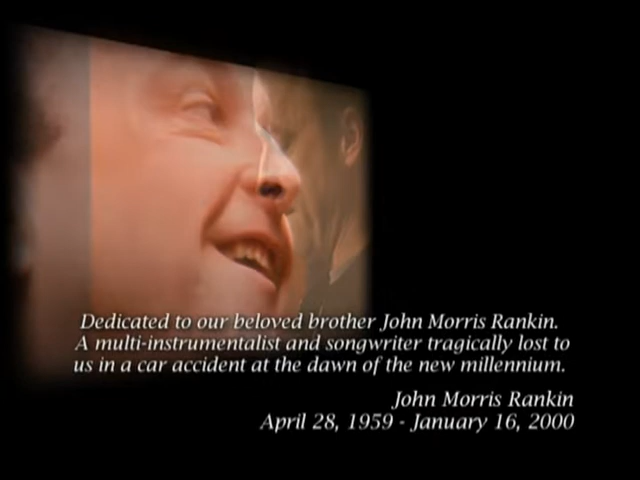 Dedicated to our beloved brother John Morris Rankin.
A multi-instrumentalist and songwriter tragically lost to
us in a car accident at the dawn of the new millennium.
John Morris Rankin
April 28, 1959 - January 16, 2000